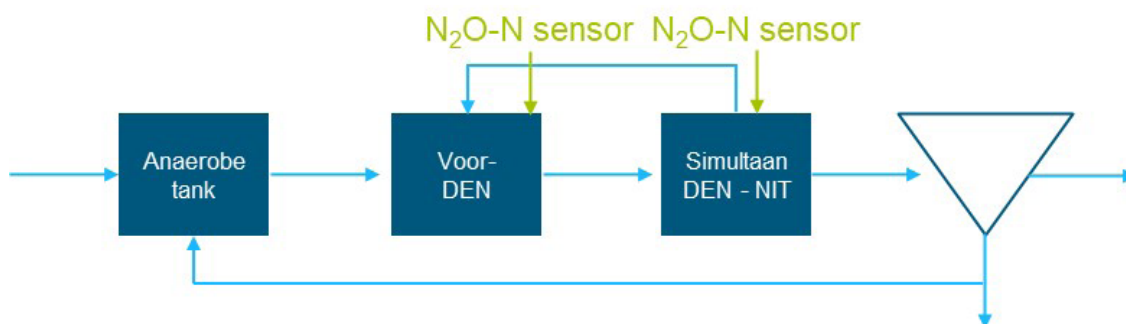 N₂O-N sensor N₂O-N sensor
Anaerobe
tank
Voor-
DEN
Simultaan
DEN - NIT